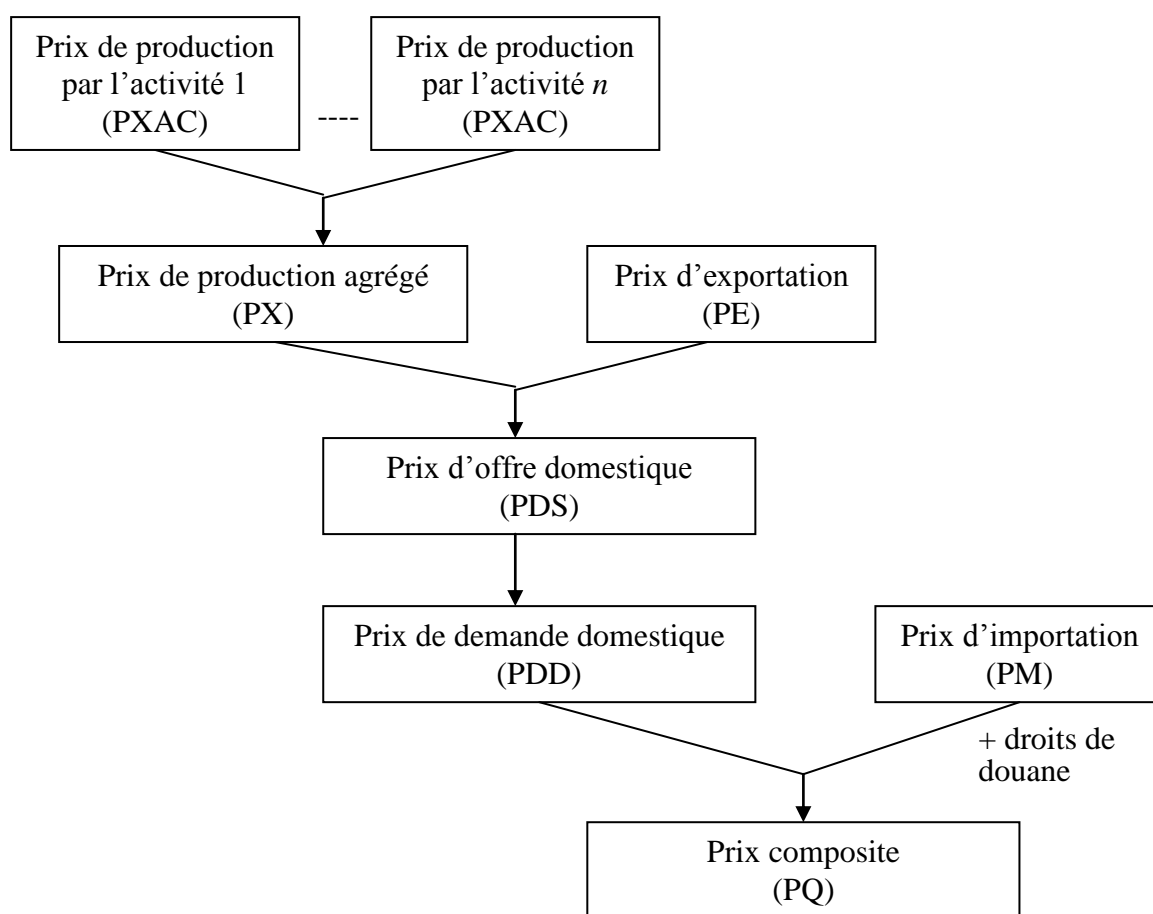 Prix de production
par l’activité 1
(PXAC)
----
Prix de production
par l’activité n
(PXAC)
Prix de production agrégé
(PX)
Prix d’exportation
(PE)
Prix d’offre domestique
(PDS)
Prix de demande domestique
(PDD)
Prix d’importation
(PM)
+ droits de
douane
Prix composite
(PQ)